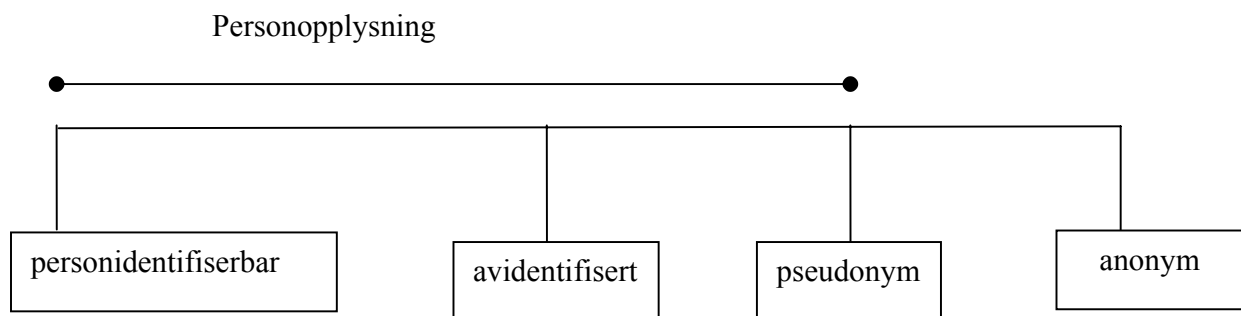 Personopplysning
personidentifiserbar
avidentifisert
pseudonym
anonym